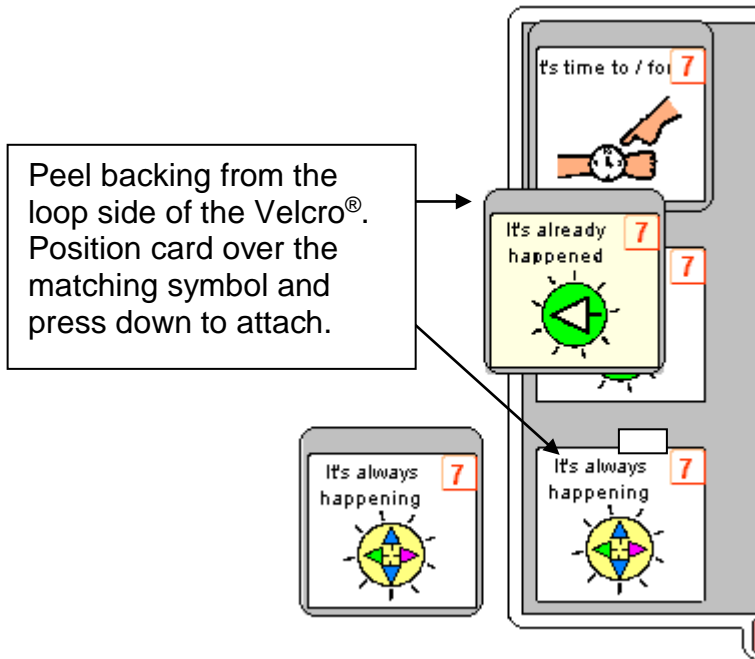 t's time to / for 7
Peel backing from the
loop side of the Velcro®.
Position card over the
matching symbol and
press down to attach.
It's already 7
happened
7
It's always 7
happening
It's always 7
happening